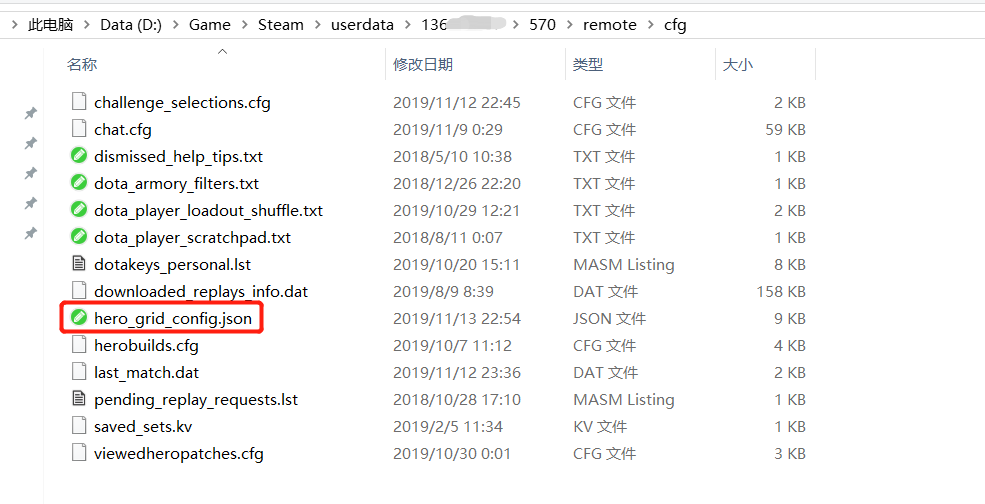 此电脑 > Data (D:) > Game > Steam > userdata > 136 > 570 > remote > cfg
名称 修改日期 类型 大小
challenge_selections.cfg 2019/11/12 22:45 CFG 文件 2 KB
chat.cfg 2019/11/9 0:29 CFG 文件 59 KB
dismissed_help_tips.txt 2018/5/10 10:38 TXT 文件 1 KB
dota_armory_filters.txt 2018/12/26 22:20 TXT 文件 1 KB
dota_player_loadout_shuffle.txt 2019/10/29 12:21 TXT 文件 2 KB
dota_player_scratchpad.txt 2018/8/11 0:07 TXT 文件 1 KB
dotakeys_personal.lst 2019/10/20 15:11 MASM Listing 8 KB
downloaded_replays_info.dat 2019/8/9 8:39 DAT 文件 158 KB
hero_grid_config.json 2019/11/13 22:54 JSON 文件 9 KB
herobuilds.cfg 2019/10/7 11:12 CFG 文件 4 KB
last_match.dat 2019/11/12 23:36 DAT 文件 2 KB
pending_replay_requests.lst 2018/10/28 17:10 MASM Listing 1 KB
saved_sets.kv 2019/2/5 11:34 KV 文件 1 KB
viewedheropatches.cfg 2019/10/30 0:01 CFG 文件 3 KB